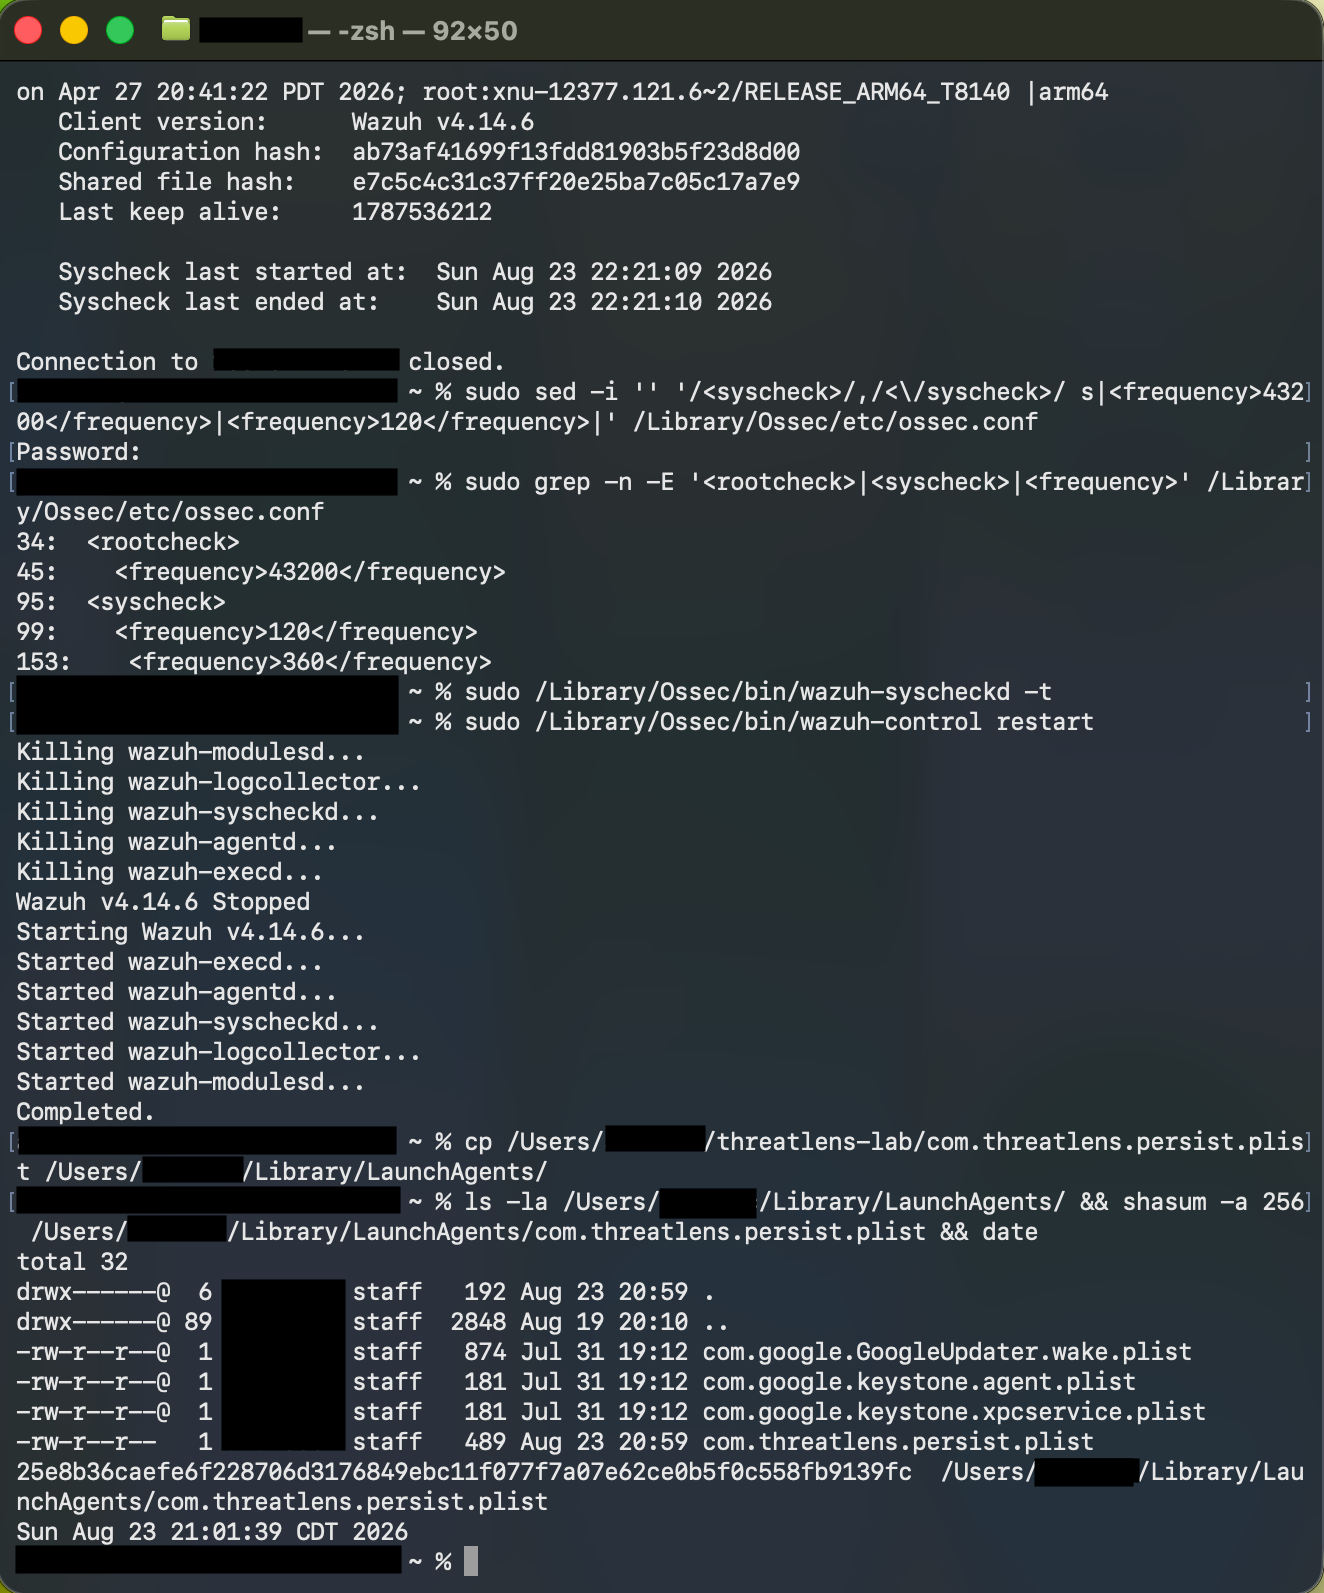 — -zsh — 92×50
on Apr 27 20:41:22 PDT 2026; root:xnu-12377.121.6~2/RELEASE_ARM64_T8140 |arm64
Client version: Wazuh v4.14.6
Configuration hash: ab73af41699f13fdd81903b5f23d8d00
Shared file hash: e7c5c4c31c37ff20e25ba7c05c17a7e9
Last keep alive: 1787536212
Syscheck last started at: Sun Aug 23 22:21:09 2026
Syscheck last ended at: Sun Aug 23 22:21:10 2026
Connection to closed.
[ ~ % sudo sed -i '' '/<syscheck>/,/<\/syscheck>/ s|<frequency>432]
00</frequency>|<frequency>120</frequency>|' /Library/Ossec/etc/ossec.conf
[Password: ]
[ ~ % sudo grep -n -E '<rootcheck>|<syscheck>|<frequency>' /Librar]
y/Ossec/etc/ossec.conf
34: <rootcheck>
45: <frequency>43200</frequency>
95: <syscheck>
99: <frequency>120</frequency>
153: <frequency>360</frequency>
[ ~ % sudo /Library/Ossec/bin/wazuh-syscheckd -t ]
[ ~ % sudo /Library/Ossec/bin/wazuh-control restart ]
Killing wazuh-modulesd...
Killing wazuh-logcollector...
Killing wazuh-syscheckd...
Killing wazuh-agentd...
Killing wazuh-execd...
Wazuh v4.14.6 Stopped
Starting Wazuh v4.14.6...
Started wazuh-execd...
Started wazuh-agentd...
Started wazuh-syscheckd...
Started wazuh-logcollector...
Started wazuh-modulesd...
Completed.
[ ~ % cp /Users/ /threatlens-lab/com.threatlens.persist.plis]
t /Users/ /Library/LaunchAgents/
[ ~ % ls -la /Users/ /Library/LaunchAgents/ && shasum -a 256]
/Users/ /Library/LaunchAgents/com.threatlens.persist.plist && date
total 32
drwx------@ 6 staff 192 Aug 23 20:59 .
drwx------@ 89 staff 2848 Aug 19 20:10 ..
-rw-r--r--@ 1 staff 874 Jul 31 19:12 com.google.GoogleUpdater.wake.plist
-rw-r--r--@ 1 staff 181 Jul 31 19:12 com.google.keystone.agent.plist
-rw-r--r--@ 1 staff 181 Jul 31 19:12 com.google.keystone.xpcservice.plist
-rw-r--r-- 1 staff 489 Aug 23 20:59 com.threatlens.persist.plist
25e8b36caefe6f228706d3176849ebc11f077f7a07e62ce0b5f0c558fb9139fc /Users/ /Library/Lau
nchAgents/com.threatlens.persist.plist
Sun Aug 23 21:01:39 CDT 2026
~ %